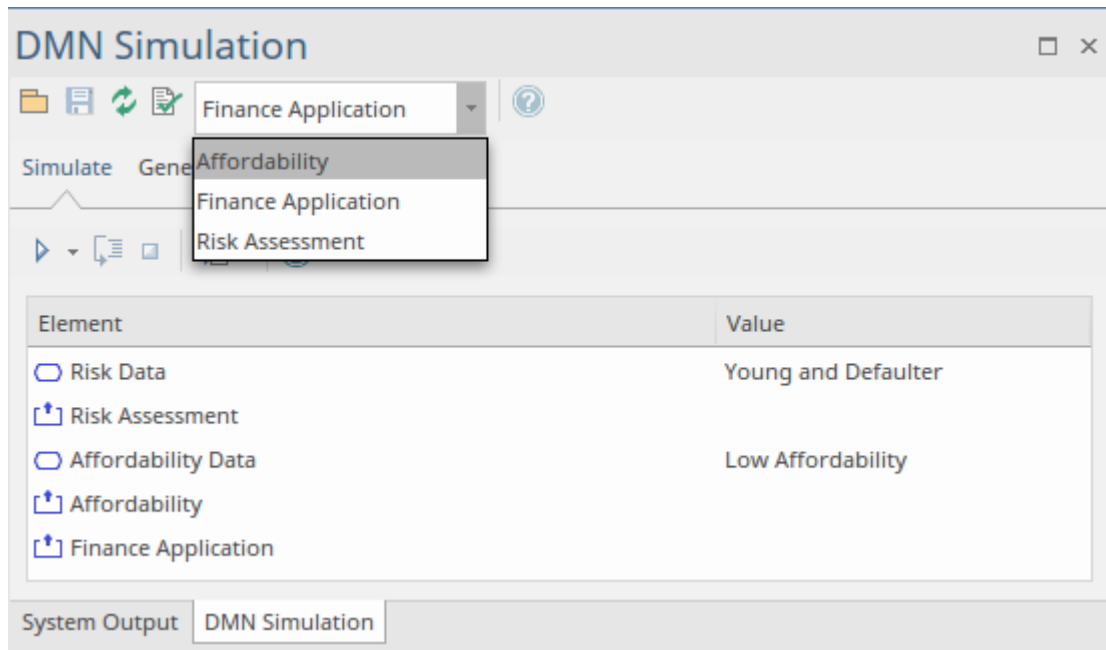 DMN Simulation
Finance Application
Simulate Gene
Affordability
Finance Application
Risk Assessment
Element Value
Risk Data Young and Defaulter
Risk Assessment
Affordability Data Low Affordability
Affordability
Finance Application
System Output DMN Simulation